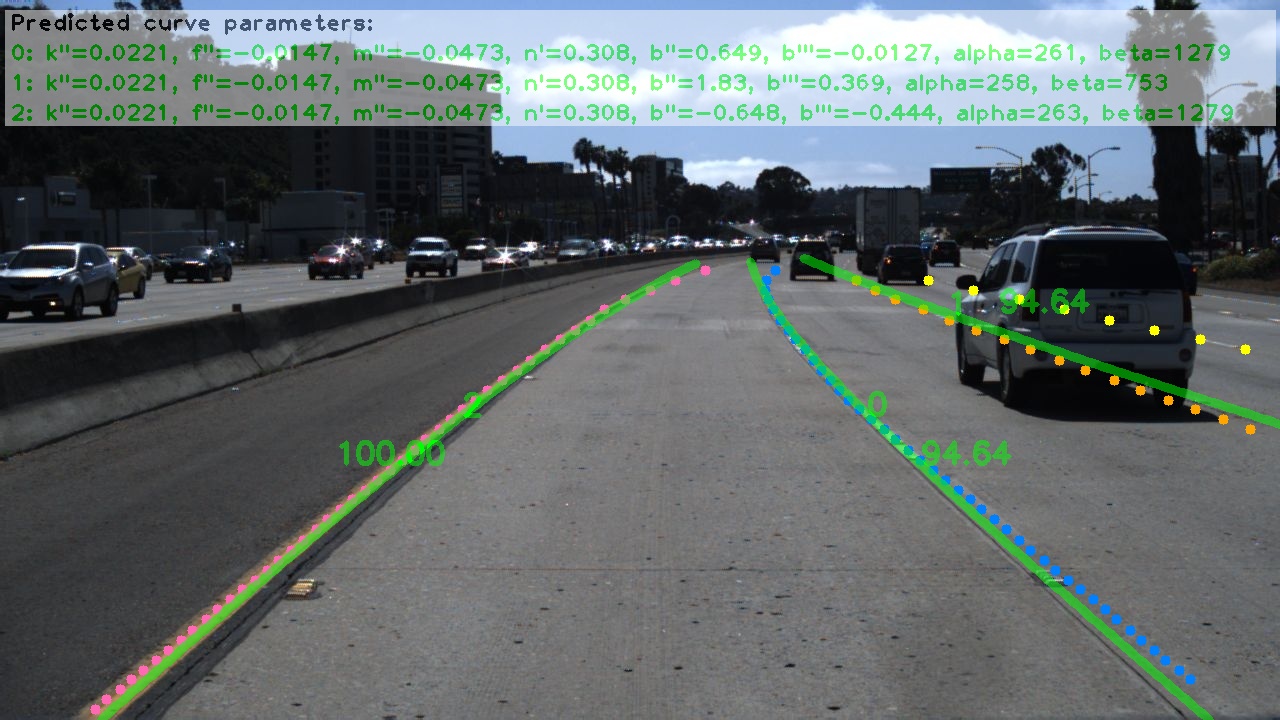 Predicted curve parameters:
0: k''=0.0221, f''=-0.0147, m''=-0.0473, n'=0.308, b''=0.649, b'''=-0.0127, alpha=261, beta=1279
1: k''=0.0221, f''=-0.0147, m''=-0.0473, n'=0.308, b''=1.83, b'''=0.369, alpha=258, beta=753
2: k''=0.0221, f''=-0.0147, m''=-0.0473, n'=0.308, b''=-0.648, b'''=-0.444, alpha=263, beta=1279
1 94.64
2
0
100.00
94.64